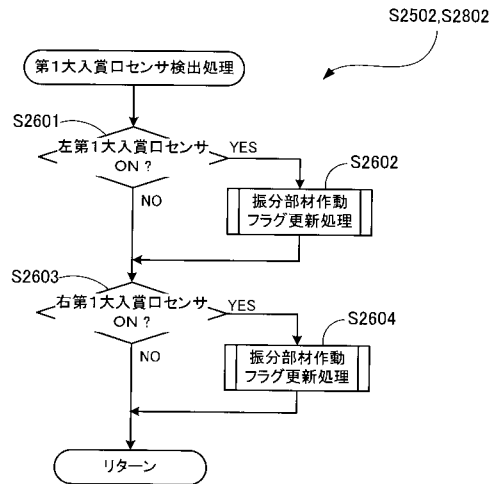 S2502,S2802
第1大入賞口センサ検出処理
S2601
左第1大入賞口センサ
ON ?
YES
S2602
振分部材作動
フラグ更新処理
NO
S2603
右第1大入賞口センサ
ON ?
YES
S2604
振分部材作動
フラグ更新処理
NO
リターン